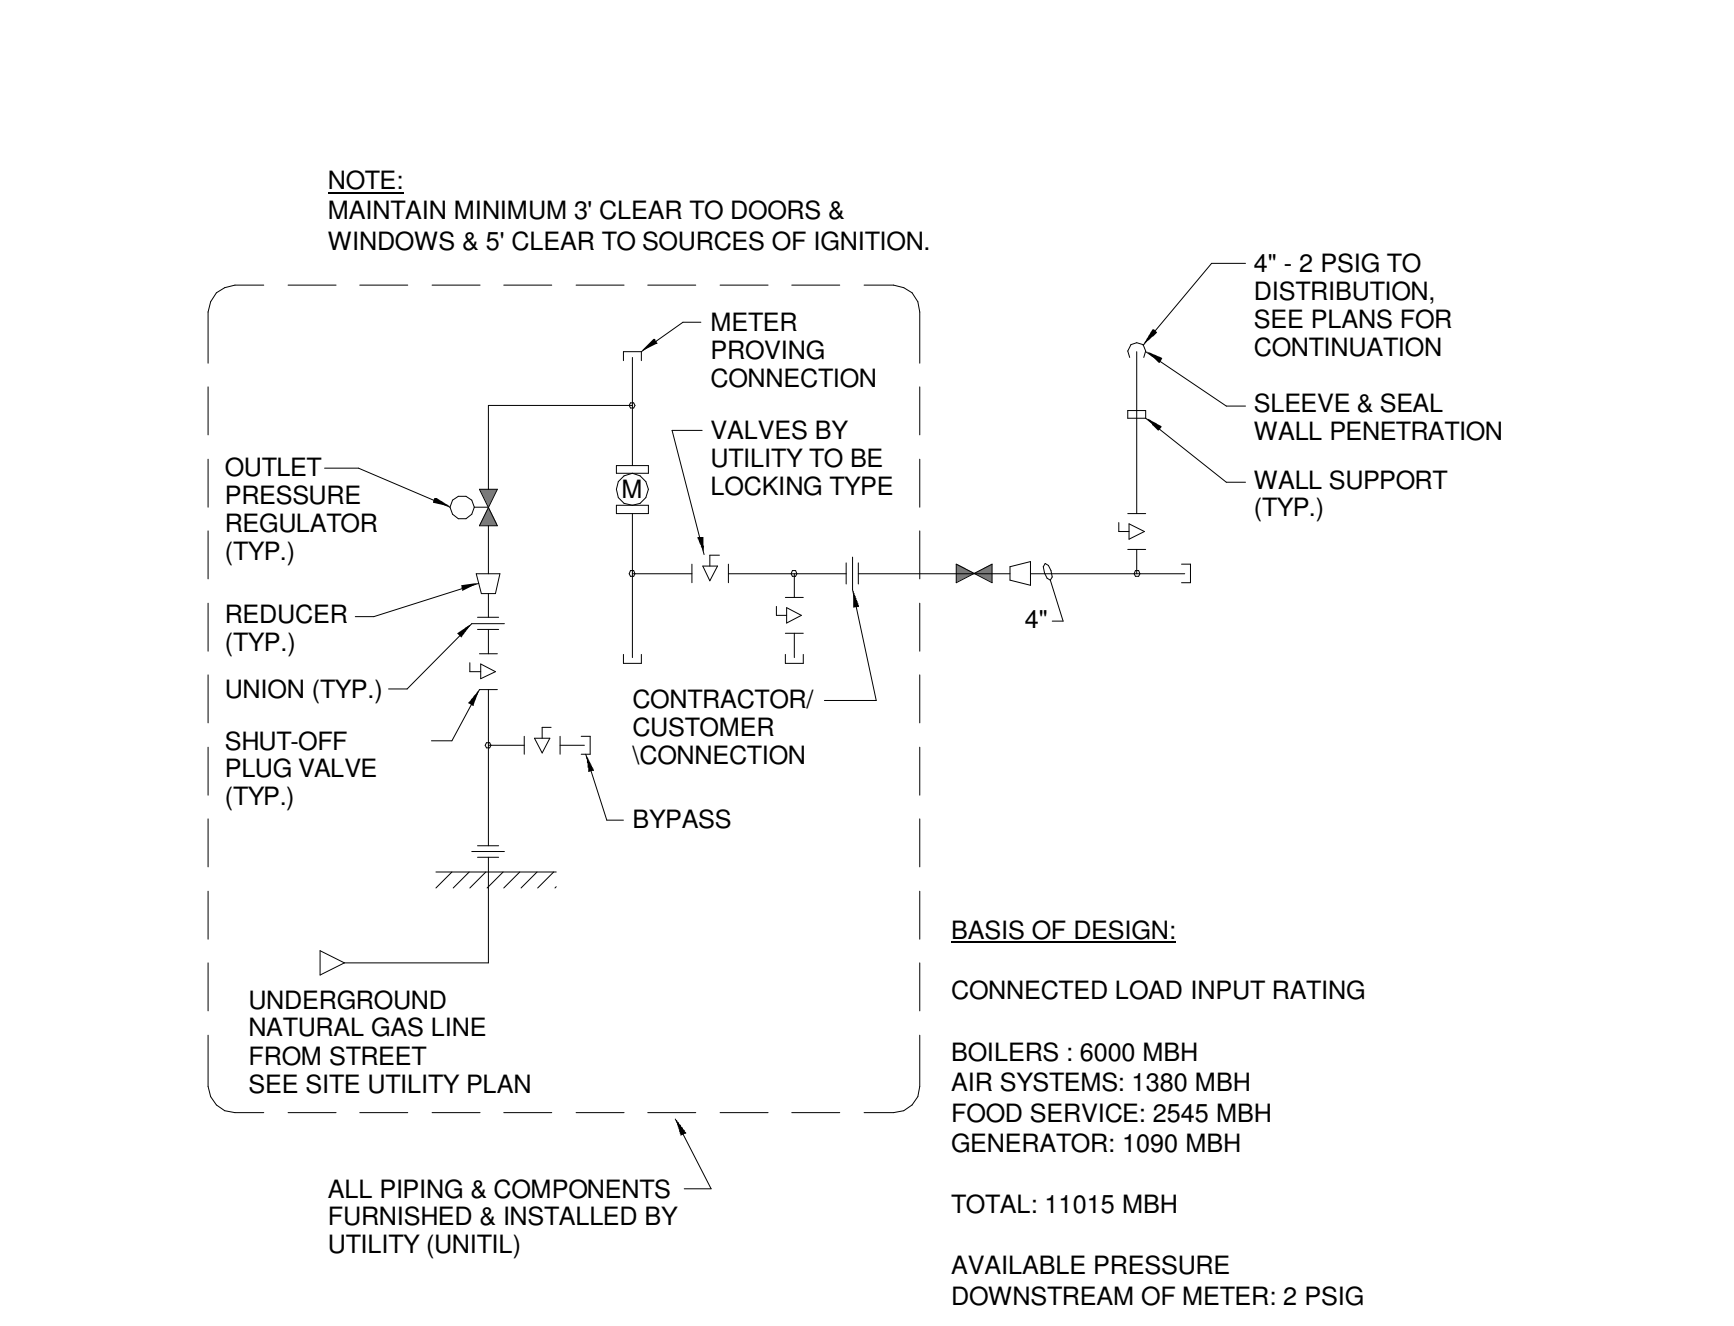 NOTE:
MAINTAIN MINIMUM 3' CLEAR TO DOORS &
WINDOWS & 5' CLEAR TO SOURCES OF IGNITION.
4" - 2 PSIG TO
DISTRIBUTION,
SEE PLANS FOR
CONTINUATION
METER
PROVING
CONNECTION
SLEEVE & SEAL
WALL PENETRATION
VALVES BY
UTILITY TO BE
LOCKING TYPE
OUTLET
PRESSURE
REGULATOR
(TYP.)
M
WALL SUPPORT
(TYP.)
REDUCER
(TYP.)
4"
UNION (TYP.)
CONTRACTOR/
CUSTOMER
\CONNECTION
SHUT-OFF
PLUG VALVE
(TYP.)
BYPASS
UNDERGROUND
NATURAL GAS LINE
FROM STREET
SEE SITE UTILITY PLAN
ALL PIPING & COMPONENTS
FURNISHED & INSTALLED BY
UTILITY (UNITIL)
BASIS OF DESIGN:
CONNECTED LOAD INPUT RATING
BOILERS : 6000 MBH
AIR SYSTEMS: 1380 MBH
FOOD SERVICE: 2545 MBH
GENERATOR: 1090 MBH
TOTAL: 11015 MBH
AVAILABLE PRESSURE
DOWNSTREAM OF METER: 2 PSIG